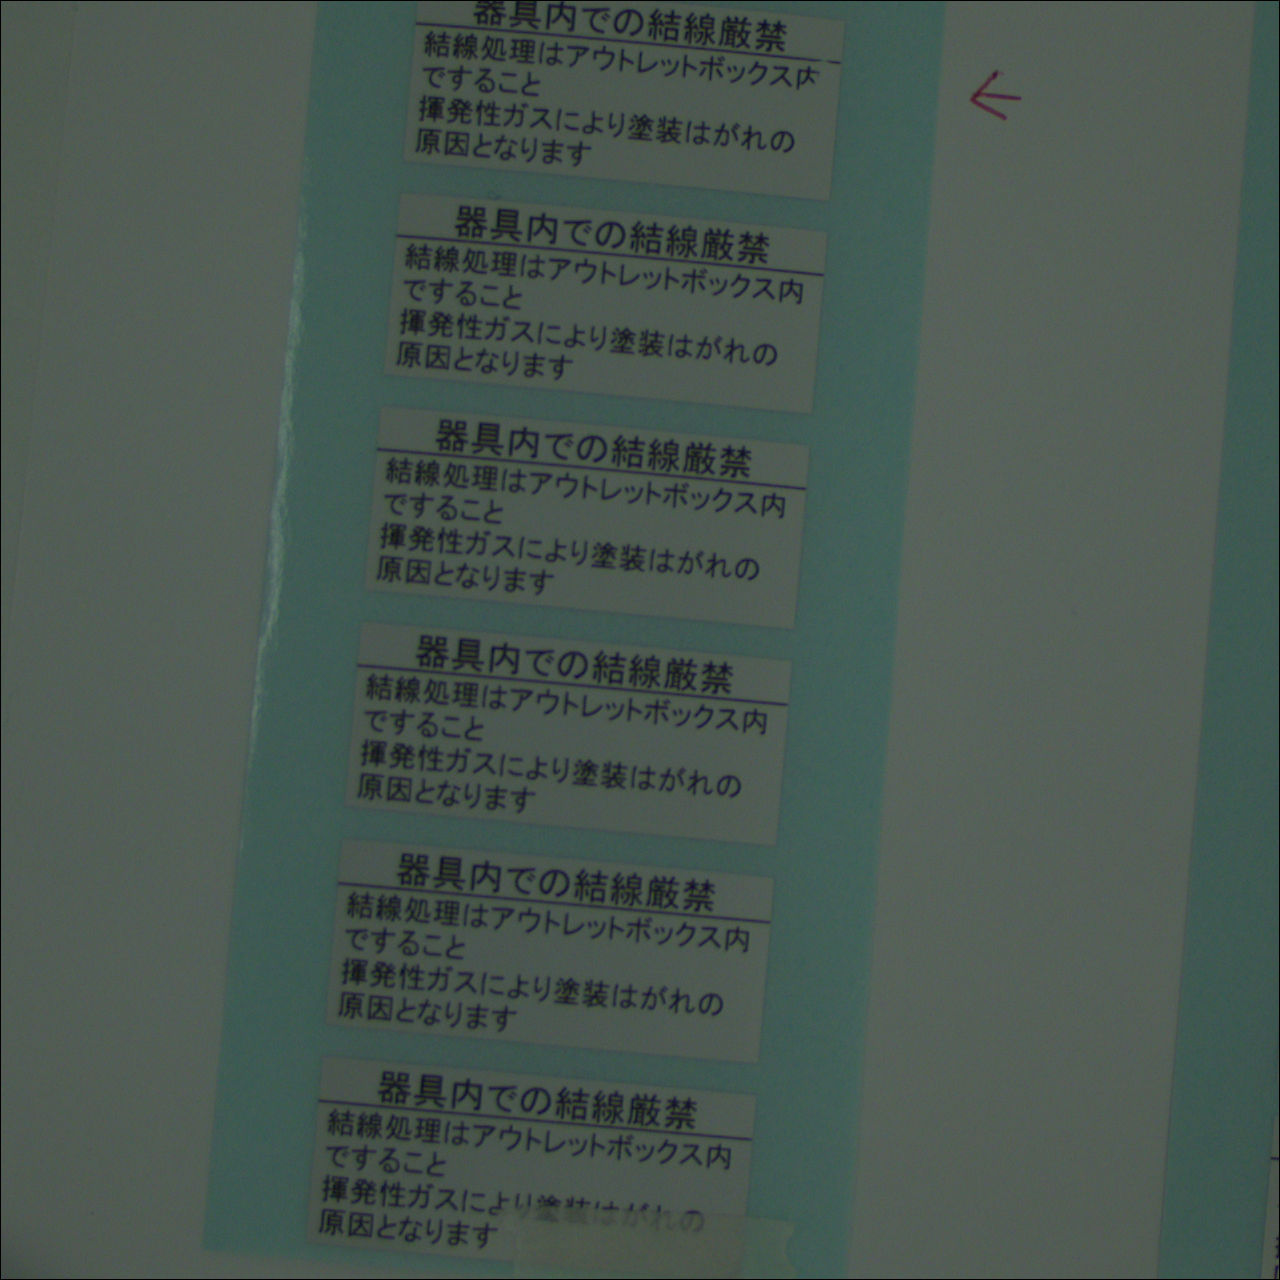 器具内での結線厳禁
結線処理はアウトレットボックス内
ですること
揮発性ガスにより塗装はがれの
原因となります
器具内での結線厳禁
結線処理はアウトレットボックス内
ですること
揮発性ガスにより塗装はがれの
原因となります
器具内での結線厳禁
結線処理はアウトレットボックス内
ですること
揮発性ガスにより塗装はがれの
原因となります
器具内での結線厳禁
結線処理はアウトレットボックス内
ですること
揮発性ガスにより塗装はがれの
原因となります
器具内での結線厳禁
結線処理はアウトレットボックス内
ですること
揮発性ガスにより塗装はがれの
原因となります
器具内での結線厳禁
結線処理はアウトレットボックス内
ですること
揮発性ガスにより塗装はがれの
原因となります